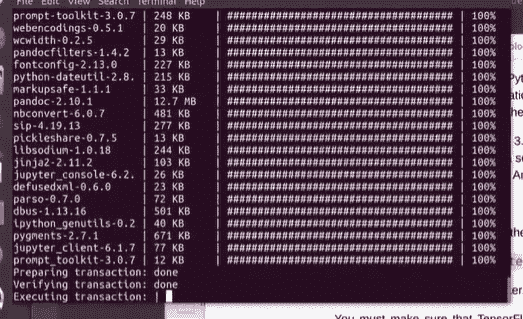 File Edit View Search Terminal Help
prompt-toolkit-3.0.7 | 248 KB | ##################################### | 100%
webencodings-0.5.1 | 20 KB | ##################################### | 100%
wcwidth-0.2.5 | 29 KB | ##################################### | 100%
pandocfilters-1.4.2 | 13 KB | ##################################### | 100%
fontconfig-2.13.0 | 227 KB | ##################################### | 100%
python-dateutil-2.8. | 215 KB | ##################################### | 100%
markupsafe-1.1.1 | 33 KB | ##################################### | 100%
pandoc-2.10.1 | 12.7 MB | ##################################### | 100%
nbconvert-6.0.7 | 481 KB | ##################################### | 100%
sip-4.19.13 | 277 KB | ##################################### | 100%
pickleshare-0.7.5 | 13 KB | ##################################### | 100%
libsodium-1.0.18 | 244 KB | ##################################### | 100%
jinja2-2.11.2 | 103 KB | ##################################### | 100%
jupyter_console-6.2. | 26 KB | ##################################### | 100%
defusedxml-0.6.0 | 23 KB | ##################################### | 100%
parso-0.7.0 | 72 KB | ##################################### | 100%
dbus-1.13.16 | 501 KB | ##################################### | 100%
ipython_genutils-0.2 | 40 KB | ##################################### | 100%
pygments-2.7.1 | 671 KB | ##################################### | 100%
jupyter_client-6.1.7 | 77 KB | ##################################### | 100%
prompt_toolkit-3.0.7 | 12 KB | ##################################### | 100%
Preparing transaction: done
Verifying transaction: done
Executing transaction: |
You must make sure that TensorFl